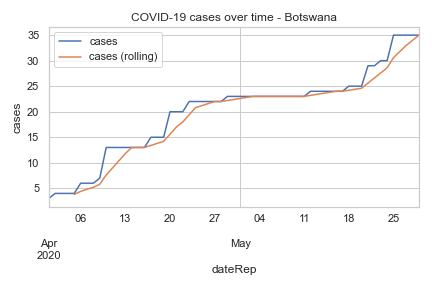 COVID-19 cases over time - Botswana
cases
cases (rolling)
35
30
25
20
15
10
5
cases
06 13 20 27 04 11 18 25
Apr May
2020
dateRep